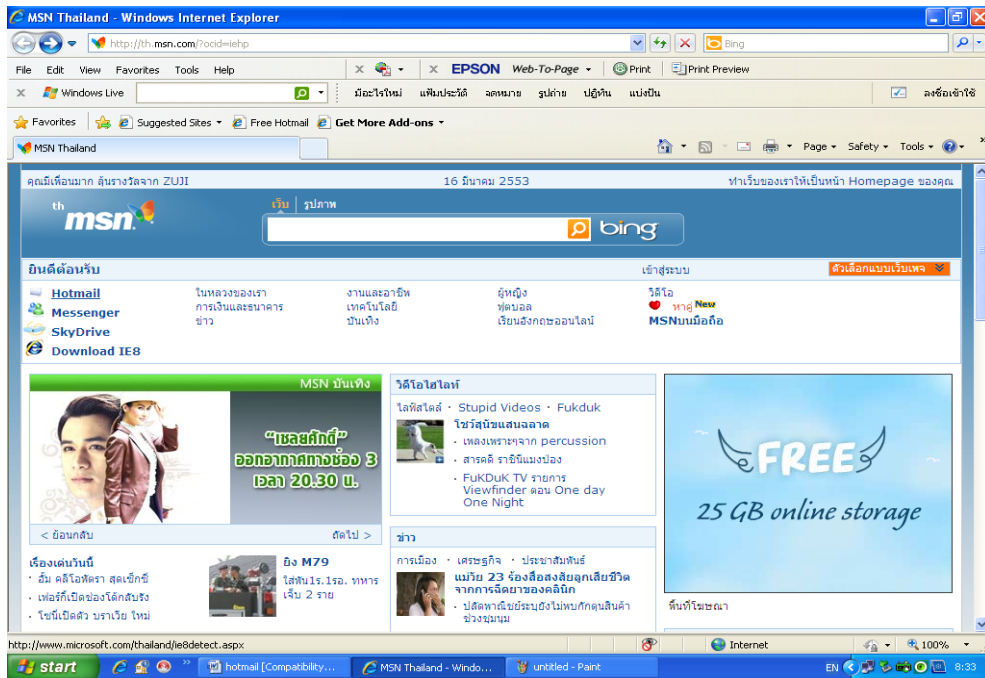 MSN Thailand - Windows Internet Explorer
http://th.msn.com/?ocid=iehp
Bing
File Edit View Favorites Tools Help
EPSON Web-To-Page Print Print Preview
Windows Live มีอะไรใหม่ แฟ้มประวัติ จดหมาย รูปถ่าย ปฏิทิน แบ่งปัน ลงชื่อเข้าใช้
Favorites Suggested Sites Free Hotmail Get More Add-ons
MSN Thailand Page Safety Tools
คุณมีเพื่อนมาก ลุ้นรางวัลจาก ZUJI 16 มีนาคม 2553 ทำเว็บของเราให้เป็นหน้า Homepage ของคุณ
th msn. เว็บ รูปภาพ
bing
ยินดีต้อนรับ เข้าสู่ระบบ ตัวเลือกแบบเว็บเพจ
Hotmail
Messenger
SkyDrive
Download IE8
ในหลวงของเรา
การเงินและธนาคาร
ข่าว
งานและอาชีพ
เทคโนโลยี
บันเทิง
ผู้หญิง
ฟุตบอล
เรียนอังกฤษออนไลน์
วิดีโอ
หาคู่ New
MSNบนมือถือ
MSN บันเทิง
“เชลยศักดิ์”
ออกอากาศทางช่อง 3
เวลา 20.30 น.
< ย้อนกลับ ถัดไป >
เรื่องเด่นวันนี้
· อั้ม คลีโอพัตรา สุดเซ็กซี่
· เฟอร์กี้เปิดช่องโด้กลับรัง
· โซนี่เปิดตัว บราเวีย ใหม่
ยิง M79
ใส่พัน1ร.1รอ. ทหาร
เจ็บ 2 ราย
วิดีโอไฮไลท์
ไลฟ์สไตล์ · Stupid Videos · Fukduk
โชว์สุนัขแสนฉลาด
· เพลงเพราะๆจาก percussion
· สารคดี ราชินีแมงป่อง
· FuKDuK TV รายการ
Viewfinder ตอน One day
One Night
ข่าว
การเมือง · เศรษฐกิจ · ประชาสัมพันธ์
แม่วัย 23 ร้องสื่อสงสัยลูกเสียชีวิต
จากการฉีดยาของคลินิก
· ปลัดพาณิชย์ระบุยังไม่พบกักตุนสินค้า
ช่วงชุมนุม
FREE
25 GB online storage
พื้นที่โฆษณา
http://www.microsoft.com/thailand/ie8detect.aspx Internet 100%
start hotmail [Compatibility... MSN Thailand - Windo... untitled - Paint EN 8:33